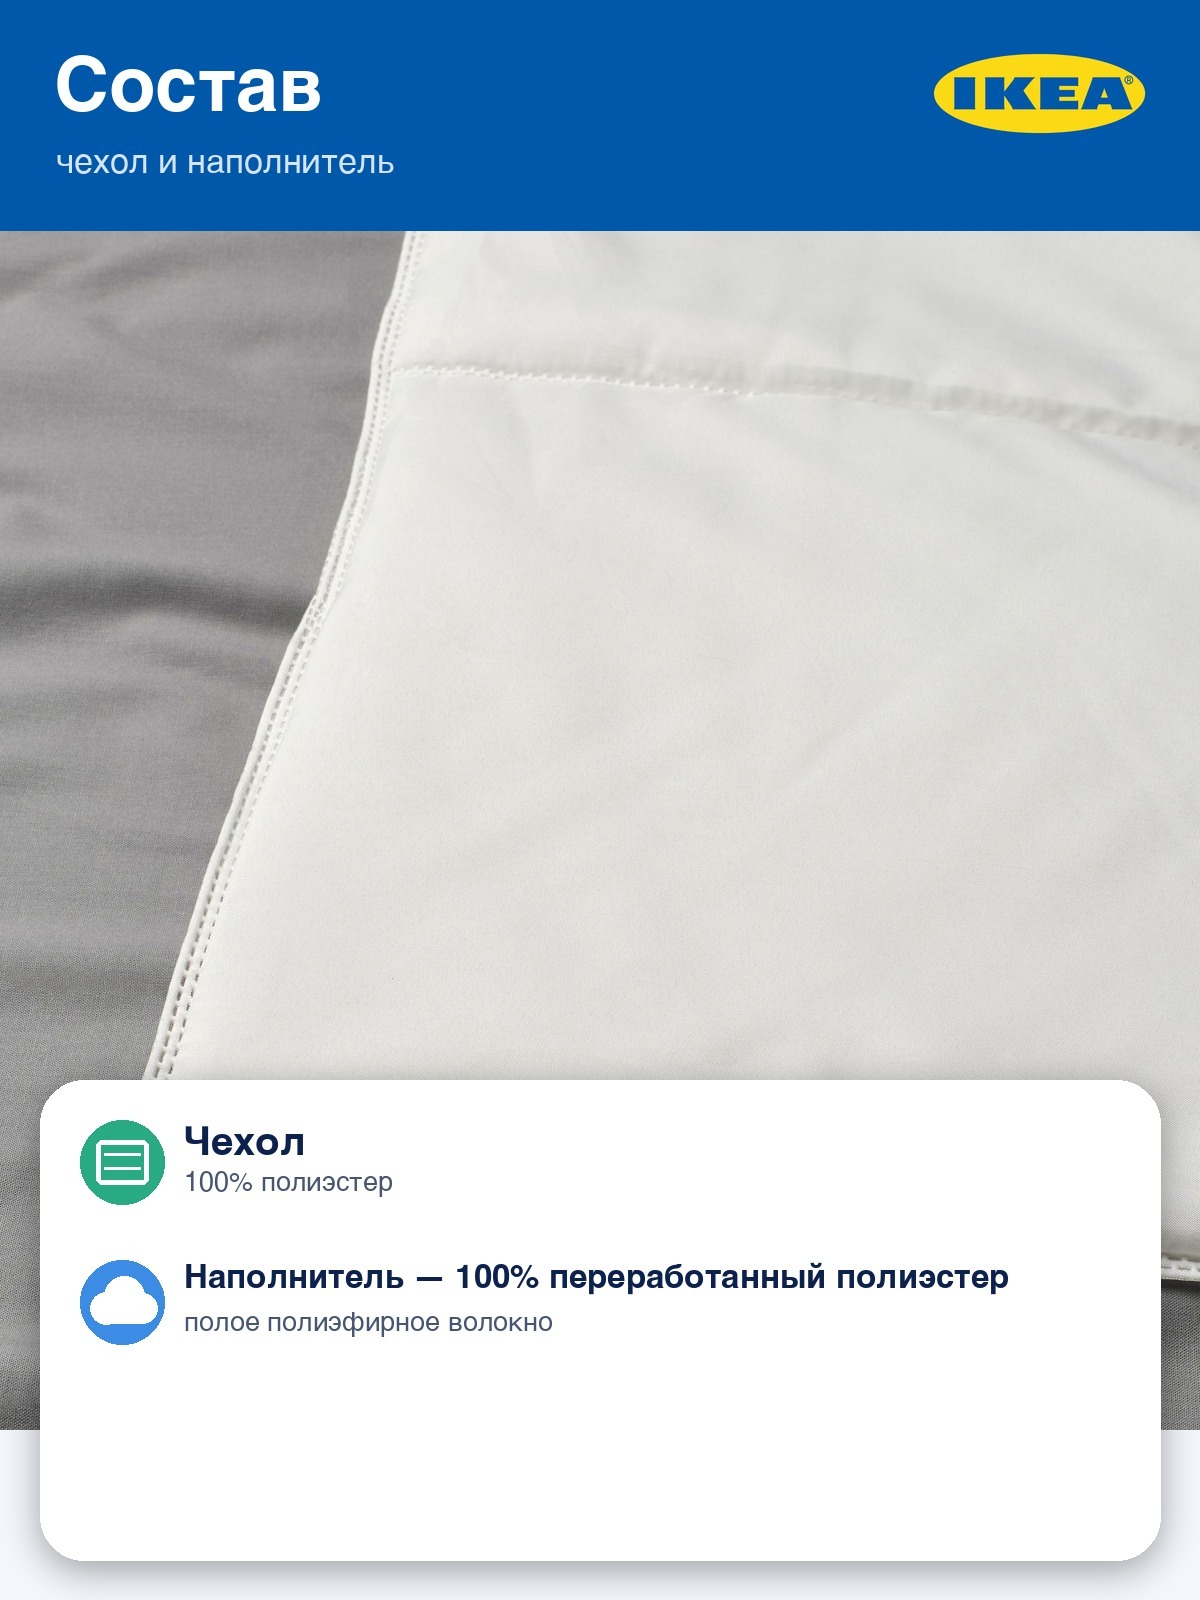 Состав
IKEA®
чехол и наполнитель
Чехол
100% полиэстер
Наполнитель — 100% переработанный полиэстер
полое полиэфирное волокно